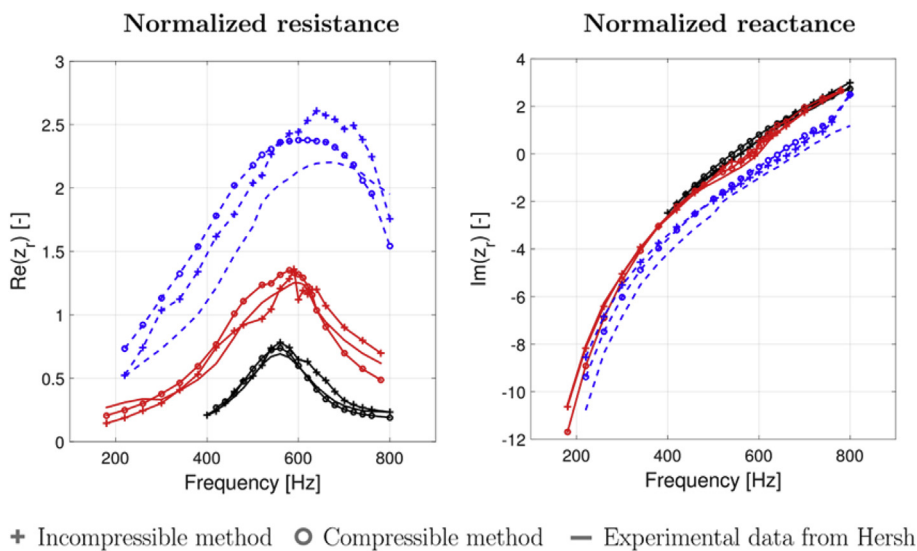 Normalized resistance
3
2.5
2
1.5
1
0.5
0
Re(z_r) [-]
200 400 600 800
Frequency [Hz]
Normalized reactance
4
2
0
-2
-4
-6
-8
-10
-12
Im(z_r) [-]
200 400 600 800
Frequency [Hz]
+ Incompressible method o Compressible method — Experimental data from Hersh